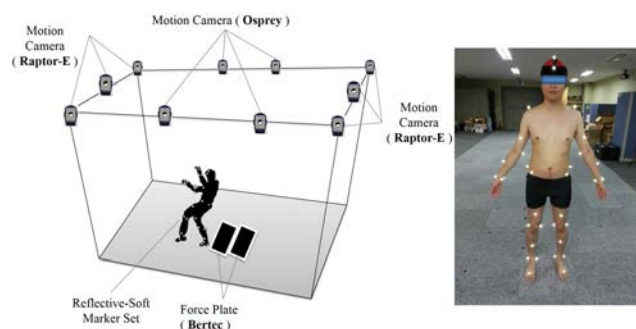 Motion Camera ( Osprey )
Motion
Camera
( Raptor-E )
Motion
Camera
( Raptor-E )
Reflective-Soft
Marker Set
Force Plate
( Bertec )